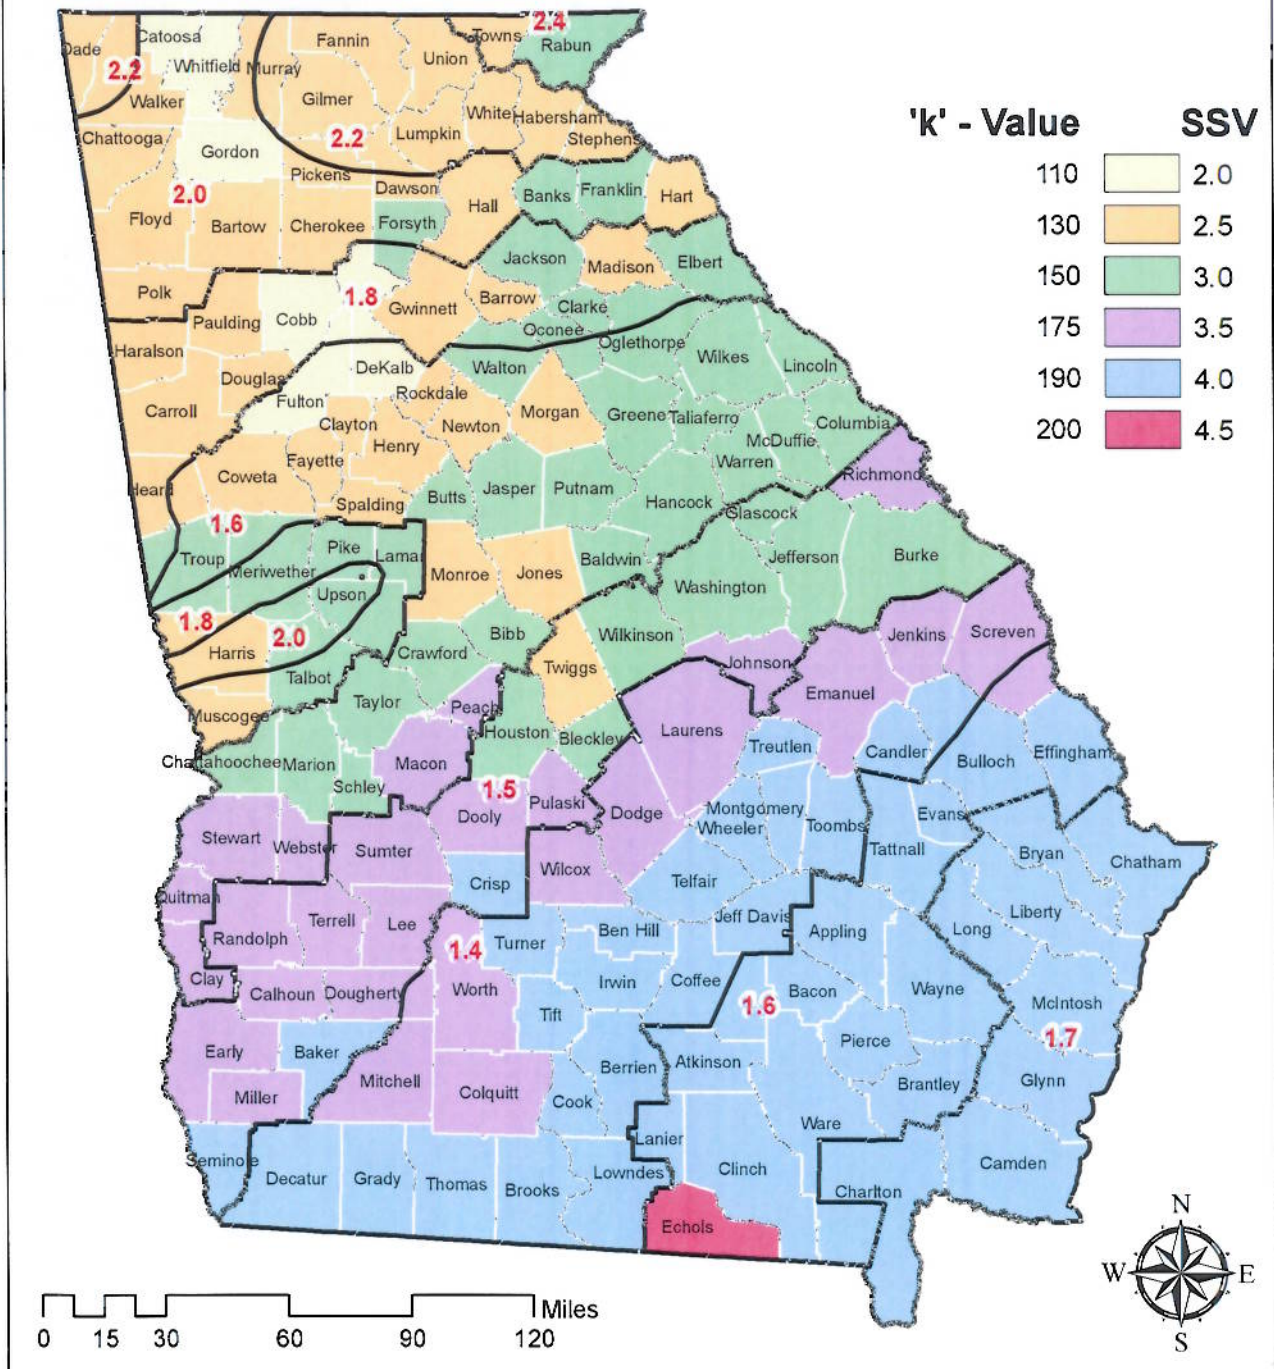 2.4
Dade
Catoosa
Fannin
Towns
Rabun
2.2
Whitfield
Murray
Union
Walker
Gilmer
White
Habersham
'k' - Value
SSV
Chattooga
2.2
Lumpkin
Stephens
Gordon
Pickens
110
2.0
2.0
Dawson
Banks
Franklin
Hart
Floyd
Bartow
Cherokee
Forsyth
Hall
130
2.5
Jackson
Madison
Elbert
150
3.0
Polk
1.8
Gwinnett
Barrow
Clarke
Paulding
Cobb
Oconee
175
3.5
Haralson
Oglethorpe
Wilkes
Lincoln
Douglas
DeKalb
Walton
190
4.0
Carroll
Fulton
Rockdale
Morgan
Greene
Taliaferro
Columbia
Clayton
Newton
McDuffie
200
4.5
Henry
Fayette
Warren
Heard
Coweta
Butts
Jasper
Putnam
Hancock
Richmond
Spalding
Glascock
1.6
Troup
Meriwether
Pike
Lamar
Monroe
Jones
Baldwin
Jefferson
Burke
Upson
Washington
1.8
2.0
Harris
Crawford
Bibb
Wilkinson
Jenkins
Screven
Talbot
Twiggs
Johnson
Muscogee
Taylor
Peach
Emanuel
Chattahoochee
Marion
Houston
Bleckley
Laurens
Treutlen
Candler
Bulloch
Effingham
Schley
Macon
1.5
Pulaski
Dodge
Montgomery
Stewart
Webster
Sumter
Dooly
Wheeler
Toombs
Evans
Tattnall
Bryan
Chatham
Quitman
Crisp
Wilcox
Telfair
Terrell
Lee
Jeff Davis
Liberty
Randolph
1.4
Turner
Ben Hill
Appling
Long
Clay
Calhoun
Dougherty
Worth
Irwin
Coffee
Bacon
Wayne
McIntosh
Tift
1.6
1.7
Early
Baker
Berrien
Atkinson
Pierce
Miller
Mitchell
Colquitt
Cook
Brantley
Glynn
Ware
Lanier
Seminole
Decatur
Grady
Thomas
Brooks
Lowndes
Clinch
Charlton
Camden
Echols
N
W
E
S
Miles
0 15 30 60 90 120